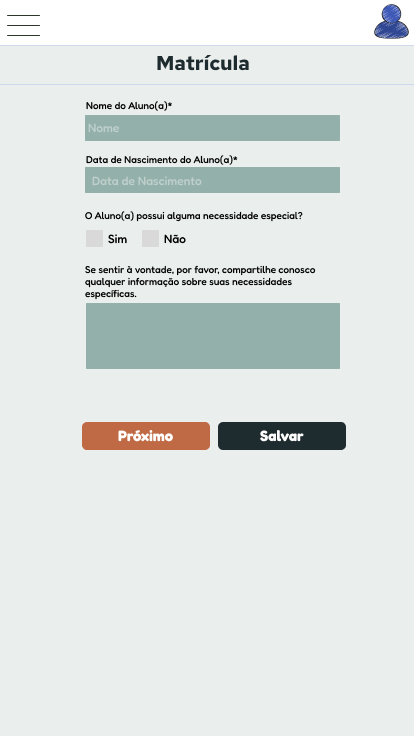 Matrícula
Nome do Aluno(a)*
Nome
Data de Nascimento do Aluno(a)*
Data de Nascimento
O Aluno(a) possui alguma necessidade especial?
Sim Não
Se sentir à vontade, por favor, compartilhe conosco
qualquer informação sobre suas necessidades
específicas.
Próximo Salvar